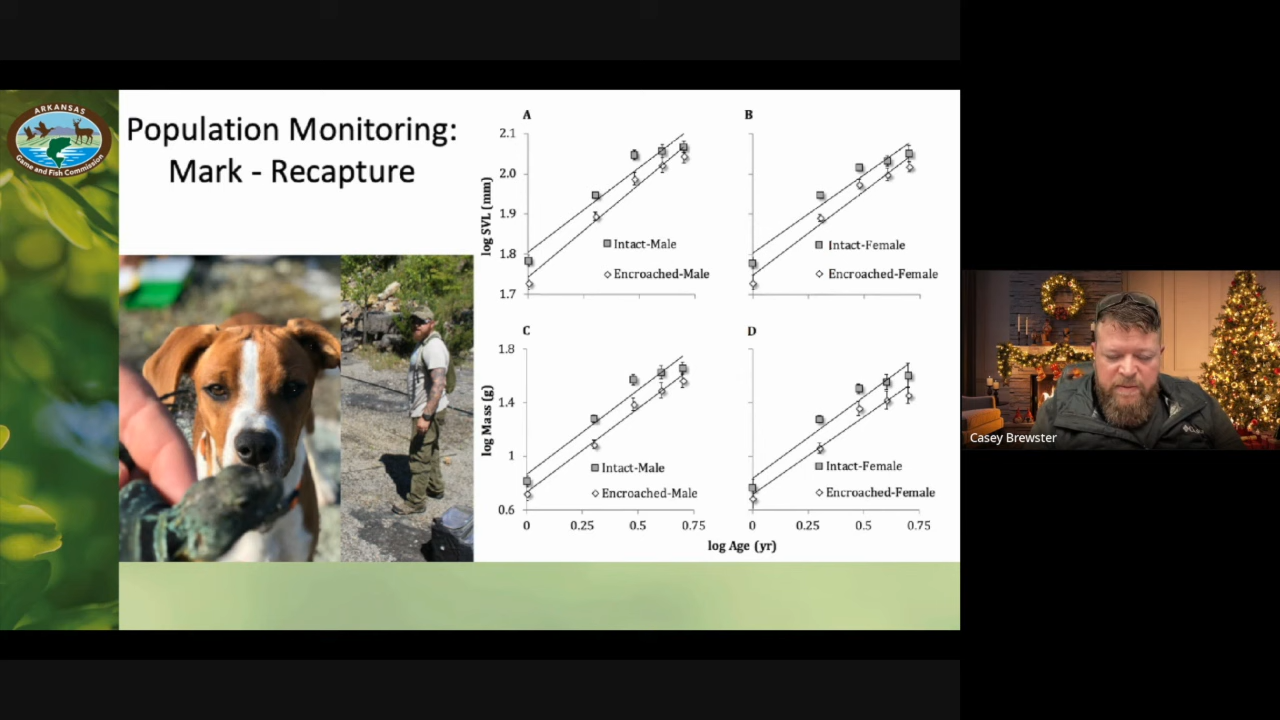 ARKANSAS
Game and Fish Commission
Population Monitoring:
Mark - Recapture
A
2.1
2.0
1.9
1.8
1.7
log SVL (mm)
Intact-Male
Encroached-Male
B
Intact-Female
Encroached-Female
C
1.8
1.4
1
0.6
log Mass (g)
Intact-Male
Encroached-Male
0 0.25 0.5 0.75
D
Intact-Female
Encroached-Female
0 0.25 0.5 0.75
log Age (yr)
Casey Brewster